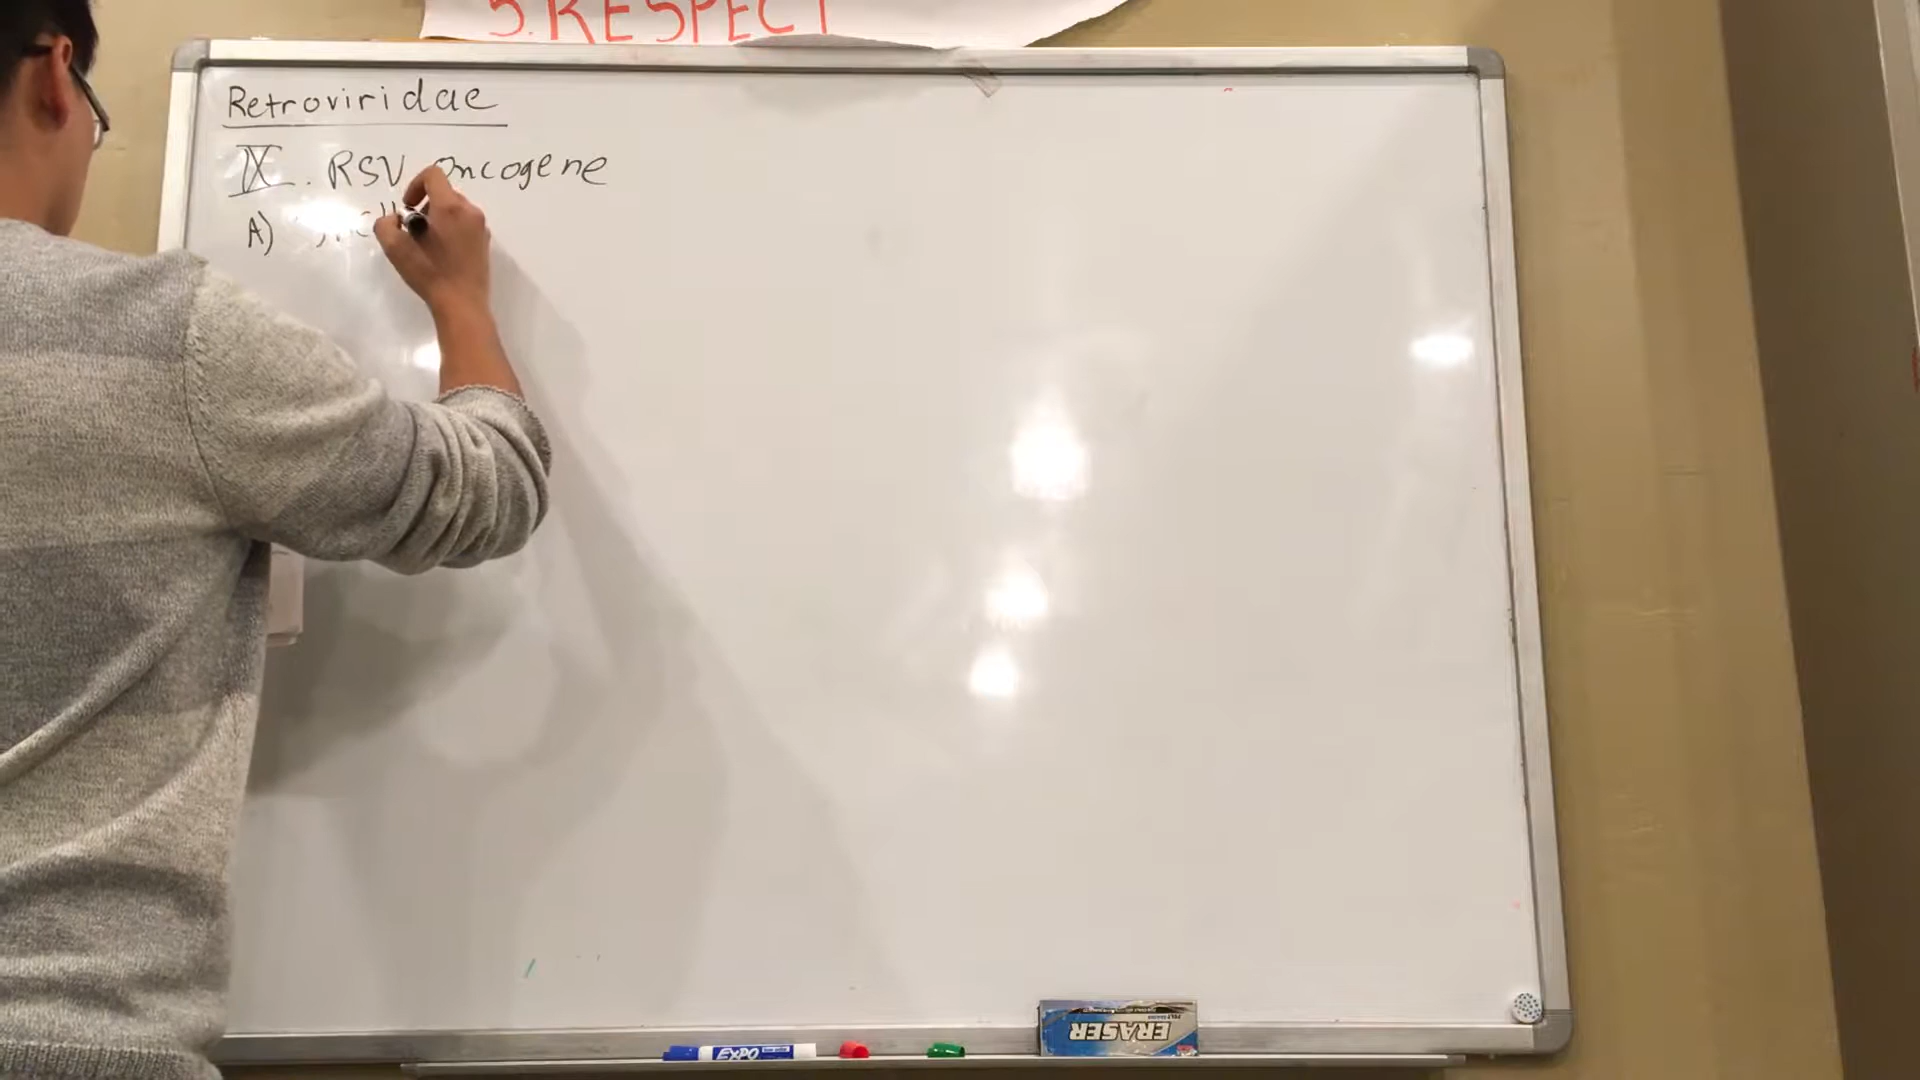 5. RESPECT
Retroviridae
IX. RSV oncogene
A)
EXPO
ERASER